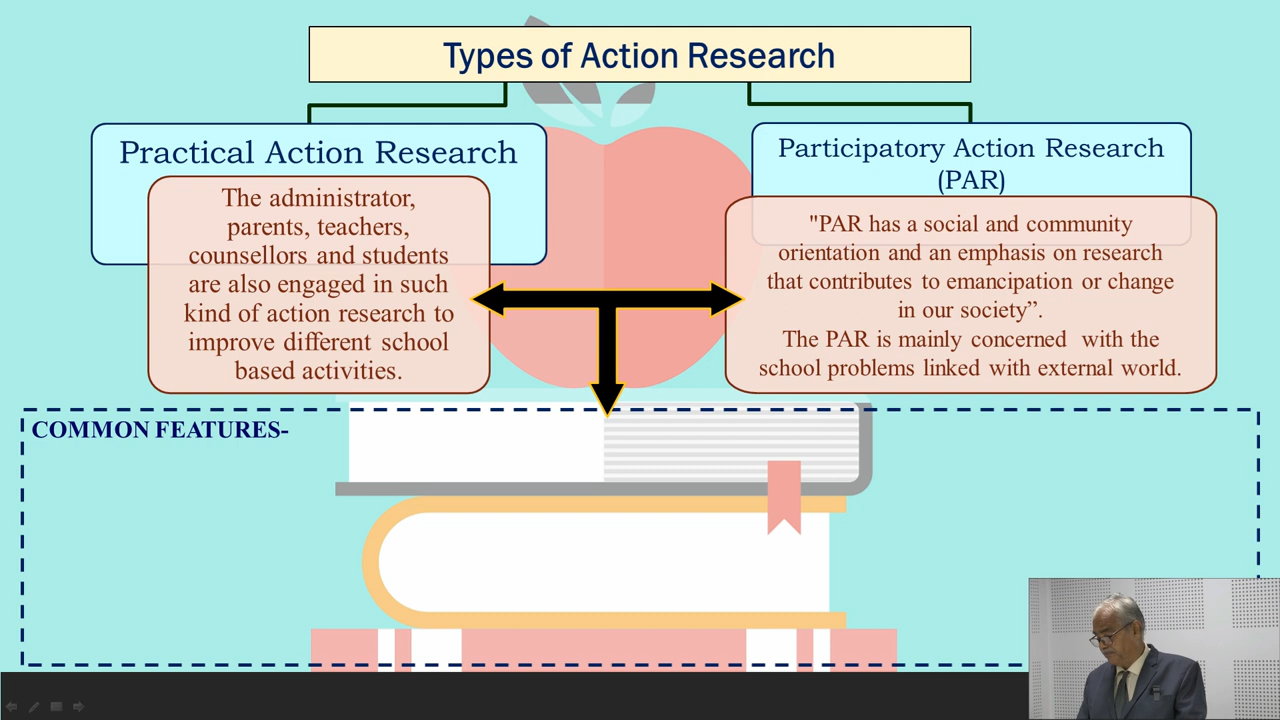 Types of Action Research
Practical Action Research
The administrator,
parents, teachers,
counsellors and students
are also engaged in such
kind of action research to
improve different school
based activities.
Participatory Action Research
(PAR)
"PAR has a social and community
orientation and an emphasis on research
that contributes to emancipation or change
in our society”.
The PAR is mainly concerned with the
school problems linked with external world.
COMMON FEATURES-